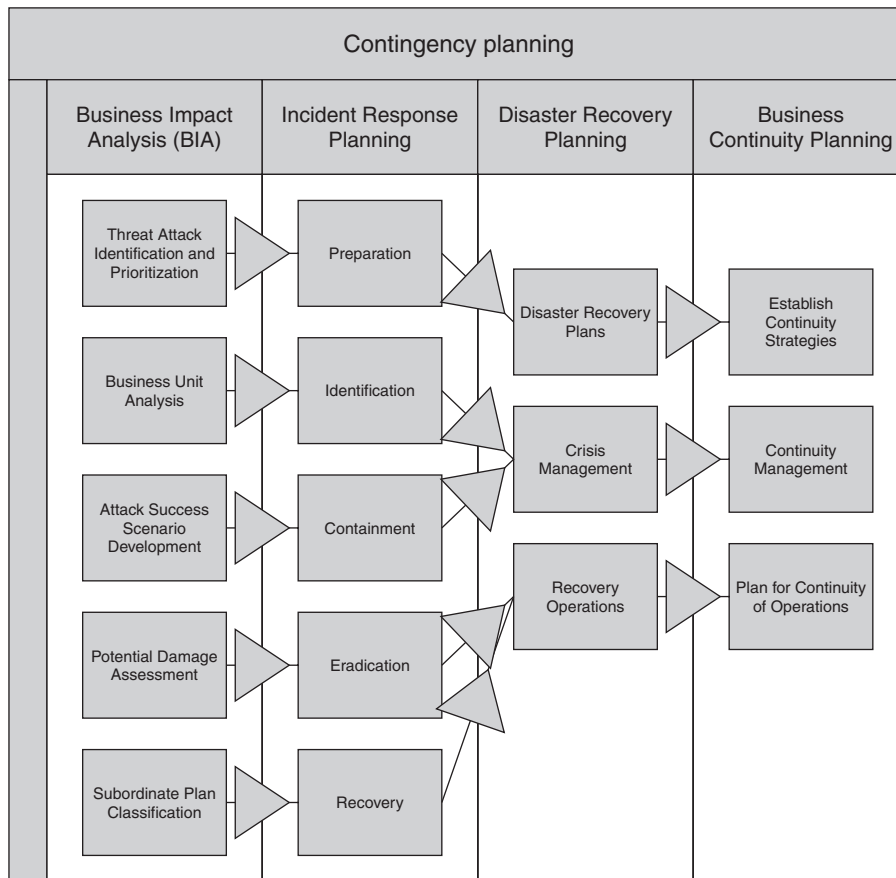 Contingency planning
Business Impact
Analysis (BIA)
Incident Response
Planning
Disaster Recovery
Planning
Business
Continuity Planning
Threat Attack
Identification and
Prioritization
Business Unit
Analysis
Attack Success
Scenario
Development
Potential Damage
Assessment
Subordinate Plan
Classification
Preparation
Identification
Containment
Eradication
Recovery
Disaster Recovery
Plans
Crisis
Management
Recovery
Operations
Establish
Continuity
Strategies
Continuity
Management
Plan for Continuity
of Operations